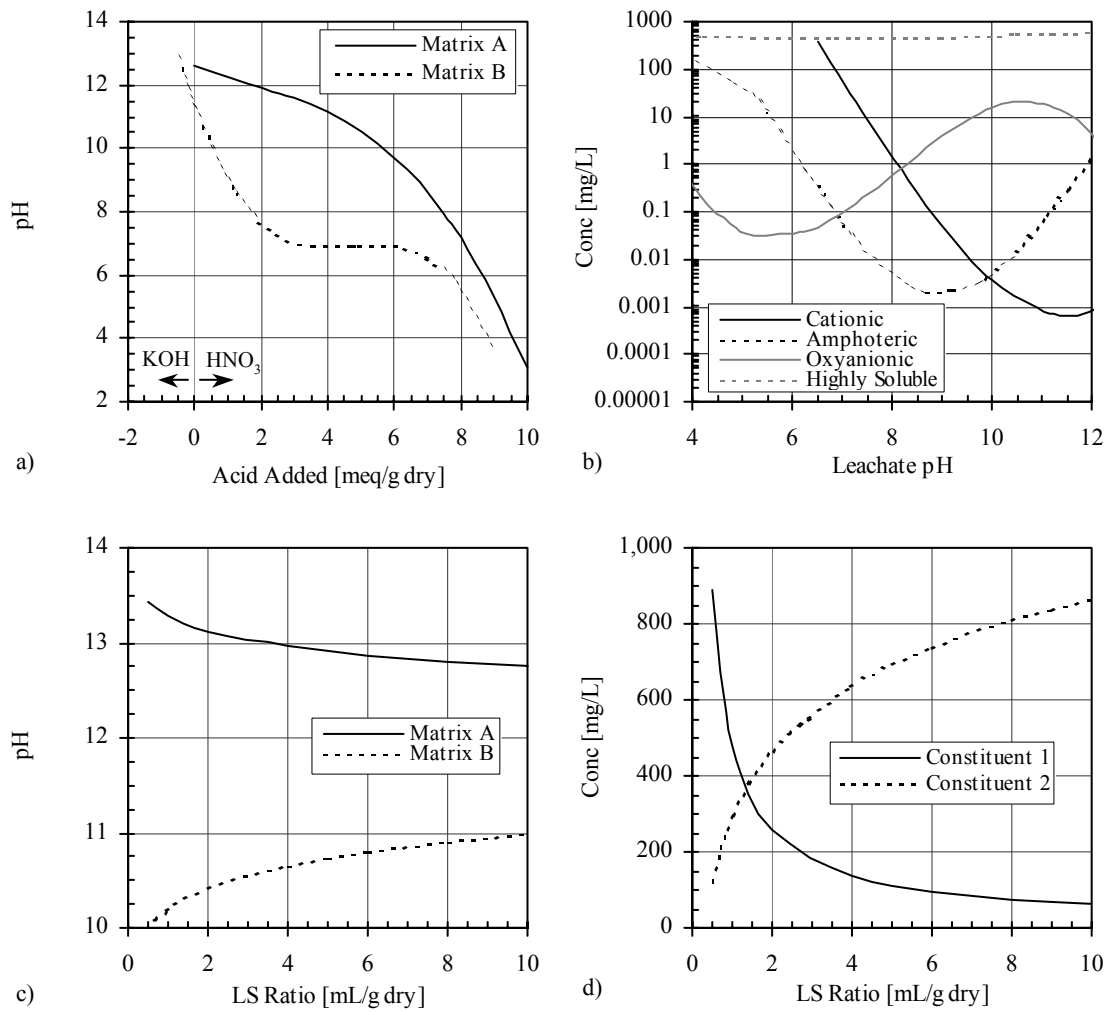 14
12
10
8
6
4
2
pH
Matrix A
Matrix B
KOH HNO3
-2 0 2 4 6 8 10
a)
Acid Added [meq/g dry]
1000
100
10
1
0.1
0.01
0.001
0.0001
0.00001
Conc [mg/L]
Cationic
Amphoteric
Oxyanionic
Highly Soluble
4 6 8 10 12
b)
Leachate pH
14
13
12
11
10
pH
Matrix A
Matrix B
0 2 4 6 8 10
c)
LS Ratio [mL/g dry]
1,000
800
600
400
200
0
Conc [mg/L]
Constituent 1
Constituent 2
0 2 4 6 8 10
d)
LS Ratio [mL/g dry]